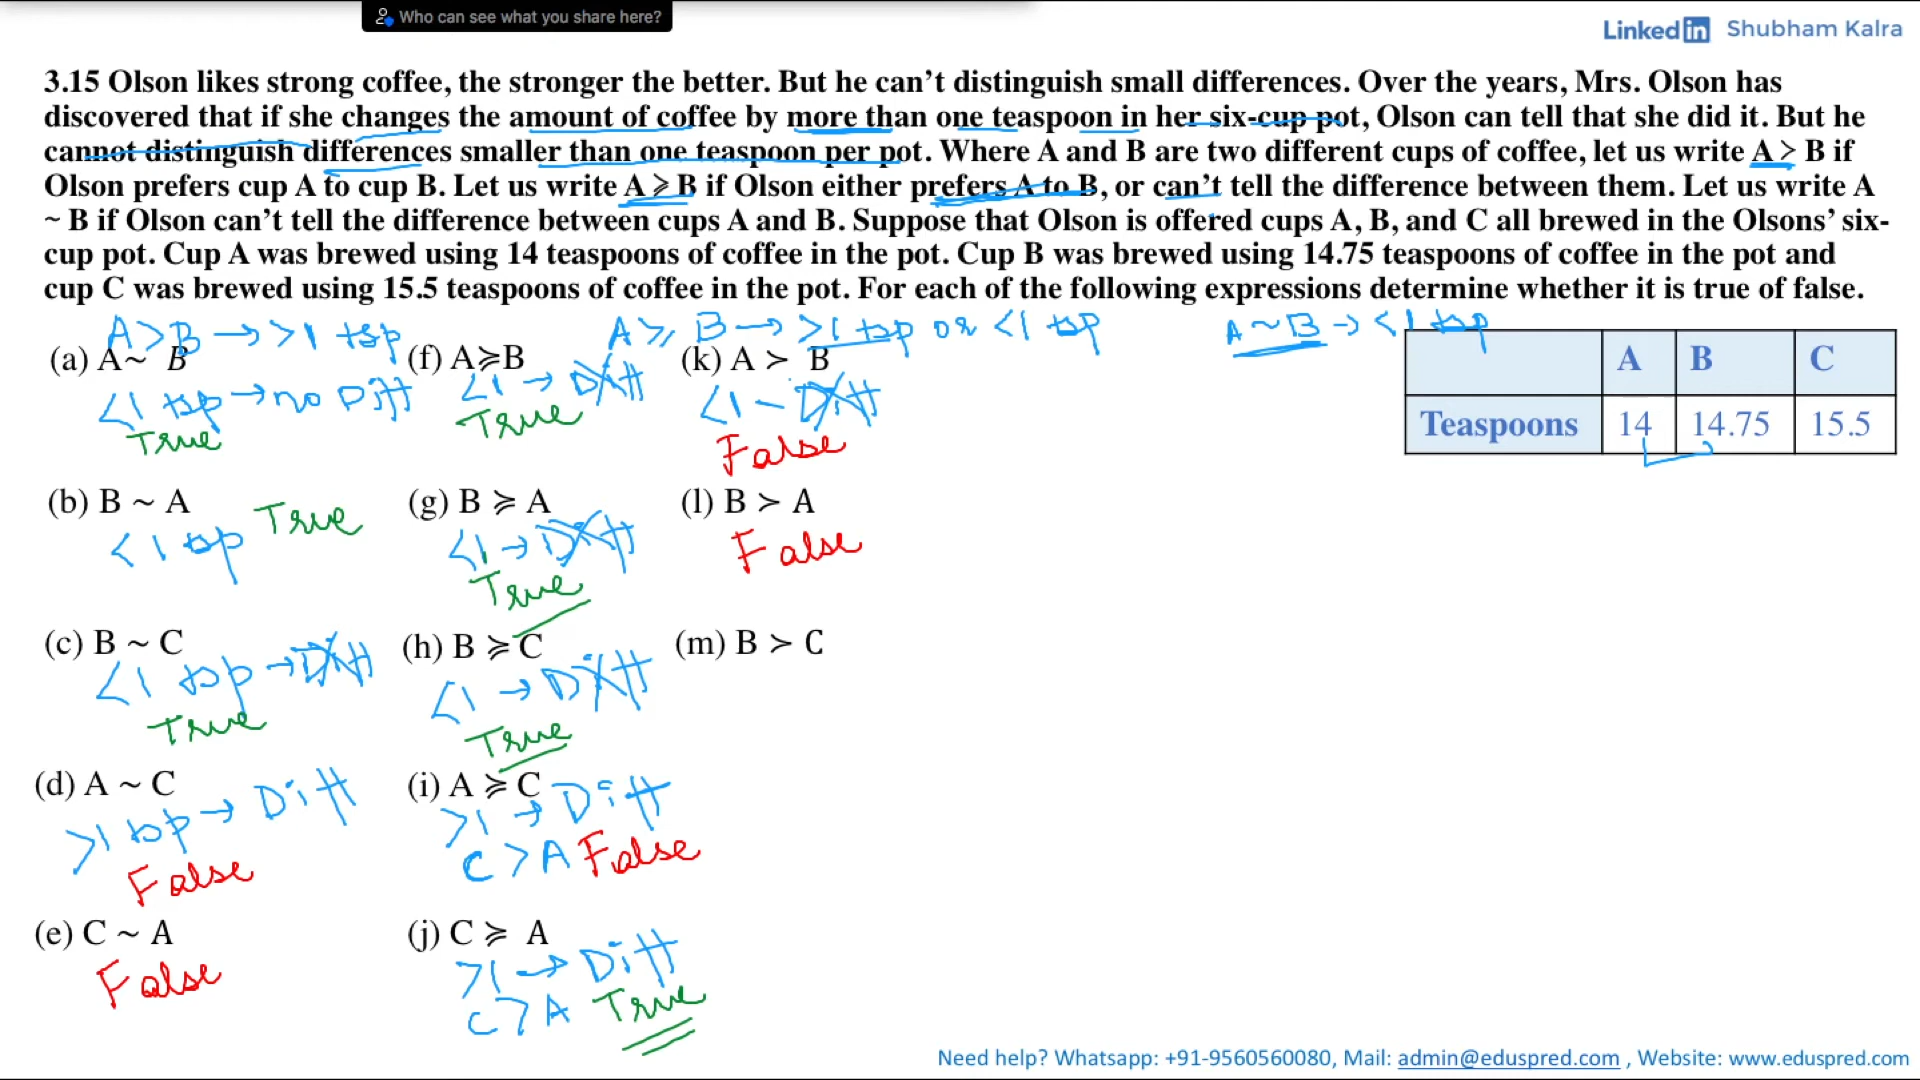 Who can see what you share here?
Linked in Shubham Kalra
3.15 Olson likes strong coffee, the stronger the better. But he can't distinguish small differences. Over the years, Mrs. Olson has
discovered that if she changes the amount of coffee by more than one teaspoon in her six-cup pot, Olson can tell that she did it. But he
cannot distinguish differences smaller than one teaspoon per pot. Where A and B are two different cups of coffee, let us write A ≻ B if
Olson prefers cup A to cup B. Let us write A ≽ B if Olson either prefers A to B, or can't tell the difference between them. Let us write A
~ B if Olson can't tell the difference between cups A and B. Suppose that Olson is offered cups A, B, and C all brewed in the Olsons' six-
cup pot. Cup A was brewed using 14 teaspoons of coffee in the pot. Cup B was brewed using 14.75 teaspoons of coffee in the pot and
cup C was brewed using 15.5 teaspoons of coffee in the pot. For each of the following expressions determine whether it is true of false.
A > B → >1 tsp
A ≥ B → >1 tsp or <1 tsp
A ~ B → <1 tsp
(a) A ~ B
<1 tsp → no Diff
True
(f) A ≽ B
<1 → Diff
True
(k) A ≻ B
<1 - Diff
False
A B C
Teaspoons 14 14.75 15.5
(b) B ~ A
True
<1 tsp
(g) B ≽ A
<1 → Diff
True
(l) B ≻ A
False
(c) B ~ C
<1 tsp → Diff
True
(h) B ≽ C
<1 → Diff
True
(m) B ≻ C
(d) A ~ C
>1 tsp → Diff
False
(i) A ≽ C
>1 → Diff
C > A False
(e) C ~ A
False
(j) C ≽ A
>1 → Diff
C > A True
Need help? Whatsapp: +91-9560560080, Mail: admin@eduspred.com , Website: www.eduspred.com